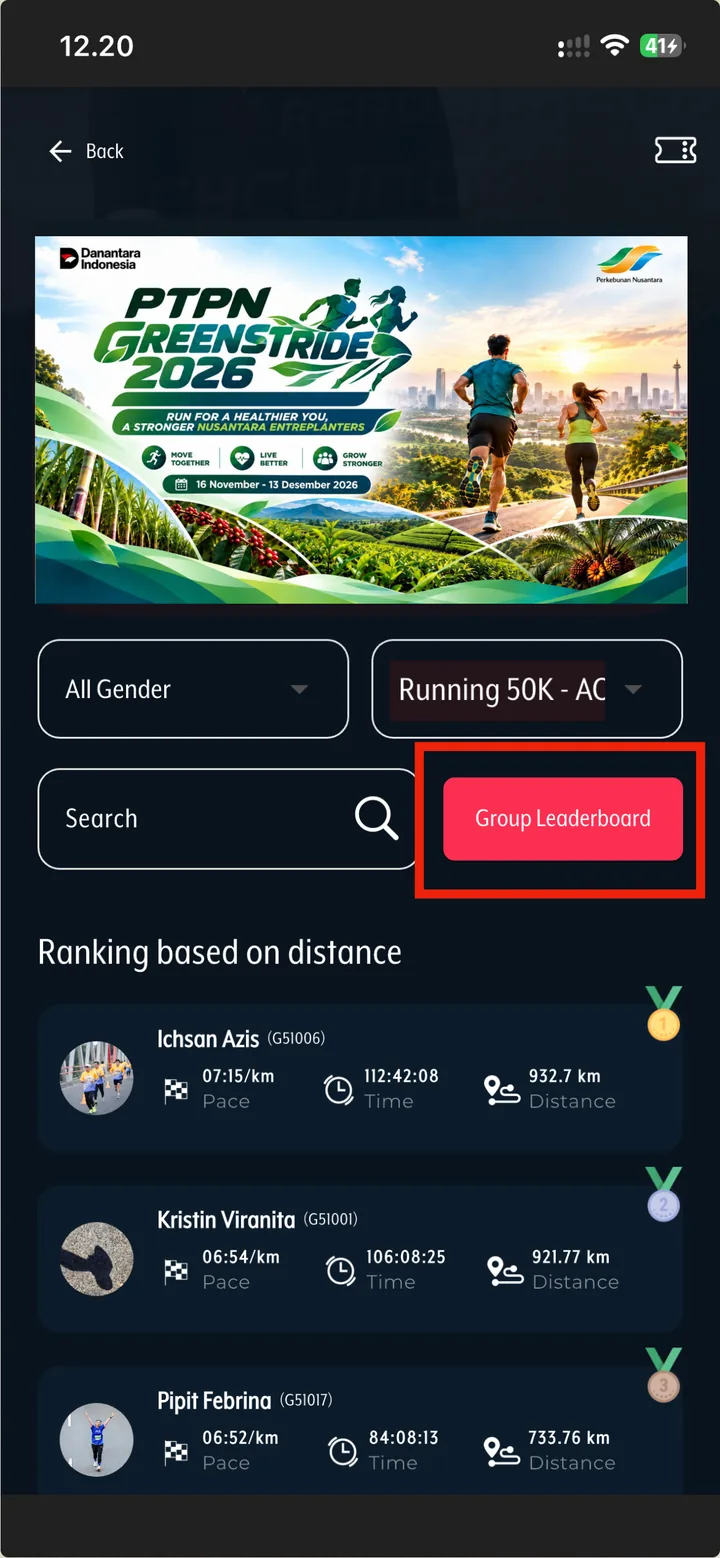 12.20
41
Back
Danantara
Indonesia
Perkebunan Nusantara
PTPN
GREENSTRIDE
2026
RUN FOR A HEALTHIER YOU,
A STRONGER NUSANTARA ENTREPLANTERS
MOVE
TOGETHER
LIVE
BETTER
GROW
STRONGER
16 November - 13 Desember 2026
All Gender
Running 50K - AC
Search
Group Leaderboard
Ranking based on distance
1
Ichsan Azis (G51006)
07:15/km
Pace
112:42:08
Time
932.7 km
Distance
2
Kristin Viranita (G51001)
06:54/km
Pace
106:08:25
Time
921.77 km
Distance
3
Pipit Febrina (G51017)
06:52/km
Pace
84:08:13
Time
733.76 km
Distance